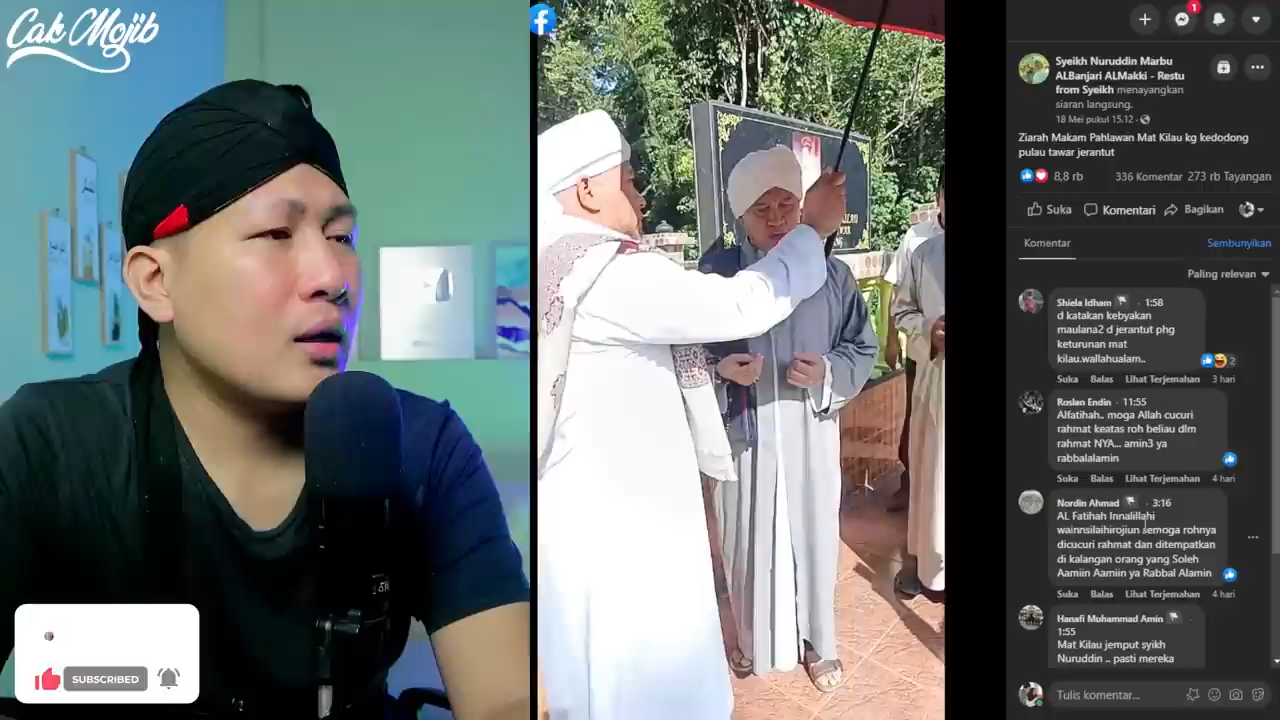 Cak Mojib
SUBSCRIBED
1
Syeikh Nuruddin Marbu
ALBanjari ALMakki - Restu
from Syeikh menayangkan
siaran langsung.
18 Mei pukul 15.12 ·
Ziarah Makam Pahlawan Mat Kilau kg kedodong
pulau tawar jerantut
8,8 rb
336 Komentar 273 rb Tayangan
Suka Komentari Bagikan
Komentar
Sembunyikan
Paling relevan
Shiela Idham · 1:58
d katakan kebyakan
maulana2 d jerantut phg
keturunan mat
kilau.wallahualam..
2
Suka Balas Lihat Terjemahan 3 hari
Roslan Endin · 11:55
Alfatihah.. moga Allah cucuri
rahmat keatas roh beliau dlm
rahmat NYA... amin3 ya
rabbalalamin
Suka Balas Lihat Terjemahan 4 hari
Nordin Ahmad · 3:16
AL Fatihah Innalillahi
wainnsilaihirojiun semoga rohnya
dicucuri rahmat dan ditempatkan
di kalangan orang yang Soleh
Aamiin Aamiin ya Rabbal Alamin
Suka Balas Lihat Terjemahan 4 hari
Hanafi Muhammad Amin ·
1:55
Mat Kilau jemput syikh
Nuruddin .. pasti mereka
Tulis komentar...